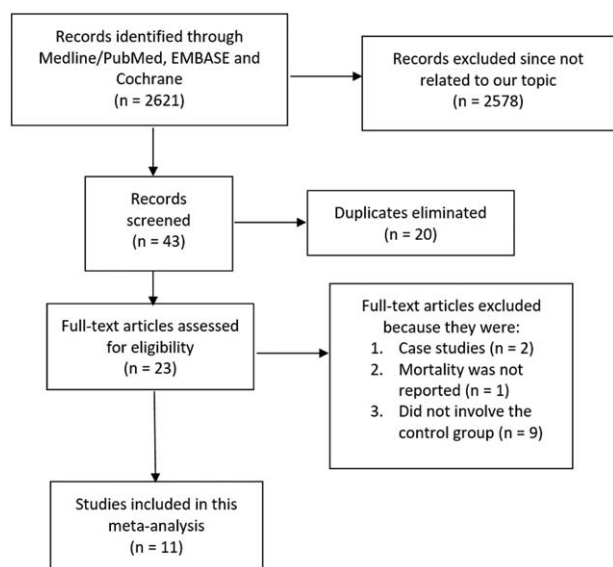 Records identified through
Medline/PubMed, EMBASE and
Cochrane
(n = 2621)
Records excluded since not
related to our topic
(n = 2578)
Records
screened
(n = 43)
Duplicates eliminated
(n = 20)
Full-text articles assessed
for eligibility
(n = 23)
Full-text articles excluded
because they were:
1. Case studies (n = 2)
2. Mortality was not
reported (n = 1)
3. Did not involve the
control group (n = 9)
Studies included in this
meta-analysis
(n = 11)